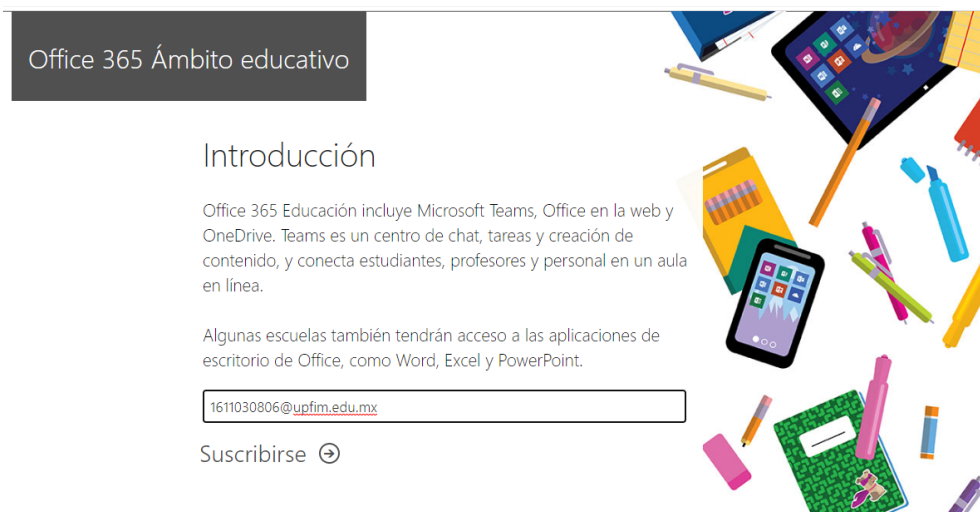 Office 365 Ámbito educativo
Introducción
Office 365 Educación incluye Microsoft Teams, Office en la web y
OneDrive. Teams es un centro de chat, tareas y creación de
contenido, y conecta estudiantes, profesores y personal en un aula
en línea.
Algunas escuelas también tendrán acceso a las aplicaciones de
escritorio de Office, como Word, Excel y PowerPoint.
1611030806@upfim.edu.mx
Suscribirse